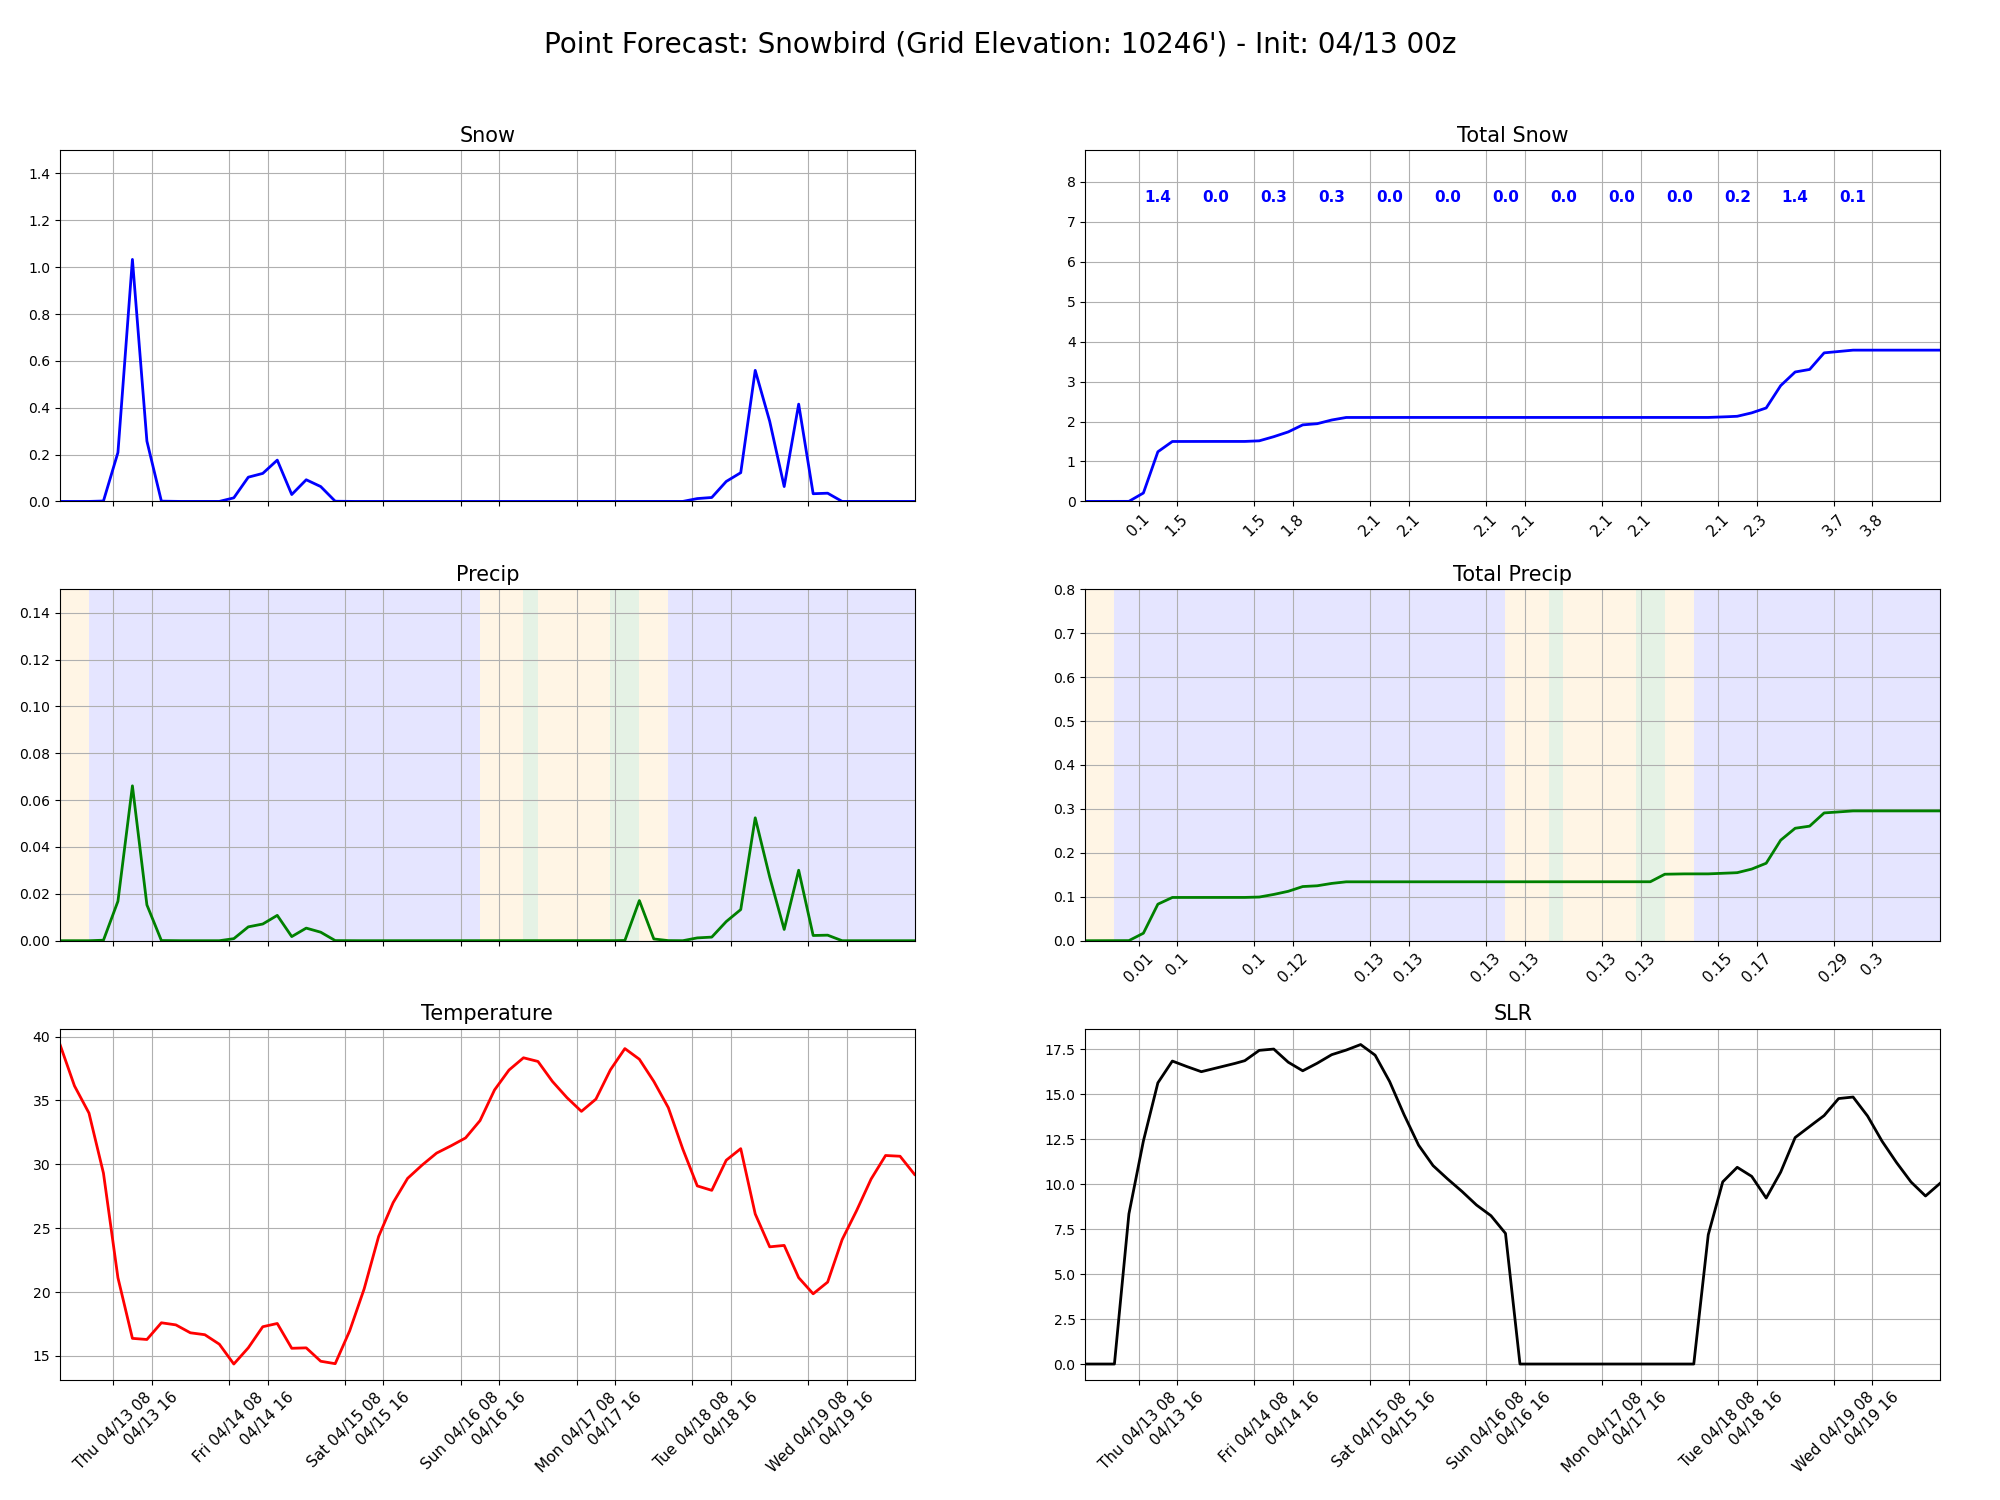 Point Forecast: Snowbird (Grid Elevation: 10246') - Init: 04/13 00z
Snow
1.4
1.2
1.0
0.8
0.6
0.4
0.2
0.0
Total Snow
8
7
6
5
4
3
2
1
0
1.4 0.0 0.3 0.3 0.0 0.0 0.0 0.0 0.0 0.0 0.2 1.4 0.1
0.1 1.5 1.5 1.8 2.1 2.1 2.1 2.1 2.1 2.1 2.1 2.3 3.7 3.8
Precip
0.14
0.12
0.10
0.08
0.06
0.04
0.02
0.00
Total Precip
0.8
0.7
0.6
0.5
0.4
0.3
0.2
0.1
0.0
0.01 0.1 0.1 0.12 0.13 0.13 0.13 0.13 0.13 0.13 0.15 0.17 0.29 0.3
Temperature
40
35
30
25
20
15
Thu 04/13 08
04/13 16
Fri 04/14 08
04/14 16
Sat 04/15 08
04/15 16
Sun 04/16 08
04/16 16
Mon 04/17 08
04/17 16
Tue 04/18 08
04/18 16
Wed 04/19 08
04/19 16
SLR
17.5
15.0
12.5
10.0
7.5
5.0
2.5
0.0
Thu 04/13 08
04/13 16
Fri 04/14 08
04/14 16
Sat 04/15 08
04/15 16
Sun 04/16 08
04/16 16
Mon 04/17 08
04/17 16
Tue 04/18 08
04/18 16
Wed 04/19 08
04/19 16